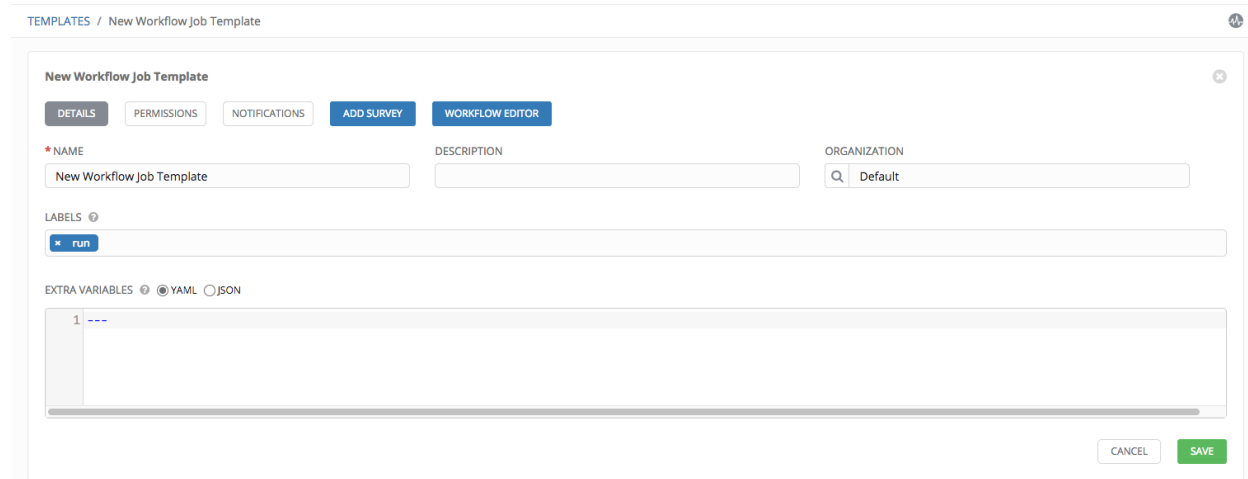 TEMPLATES / New Workflow Job Template
New Workflow Job Template
DETAILS PERMISSIONS NOTIFICATIONS ADD SURVEY WORKFLOW EDITOR
* NAME DESCRIPTION ORGANIZATION
New Workflow Job Template Default
LABELS ?
× run
EXTRA VARIABLES ? YAML JSON
1 ---
CANCEL SAVE